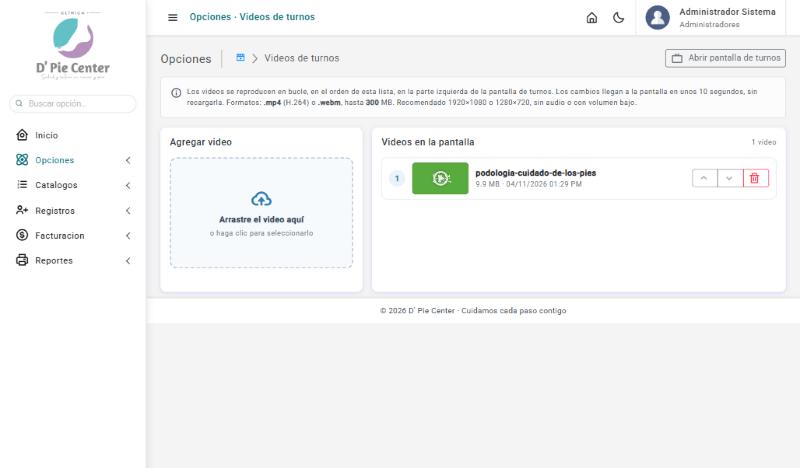 CLINICA
D' Pie Center
Buscar opción...
Inicio
Opciones
Catalogos
Registros
Facturacion
Reportes
Opciones · Videos de turnos
Administrador Sistema
Administradores
Opciones
Videos de turnos
Abrir pantalla de turnos
Los videos se reproducen en bucle, en el orden de esta lista, en la parte izquierda de la pantalla de turnos. Los cambios llegan a la pantalla en unos 10 segundos, sin
recargarla. Formatos: .mp4 (H.264) o .webm, hasta 300 MB. Recomendado 1920×1080 o 1280×720, sin audio o con volumen bajo.
Agregar video
Arrastre el video aquí
o haga clic para seleccionarlo
Videos en la pantalla
1 video
1
podologia-cuidado-de-los-pies
9.9 MB · 04/11/2026 01:29 PM
© 2026 D' Pie Center · Cuidamos cada paso contigo